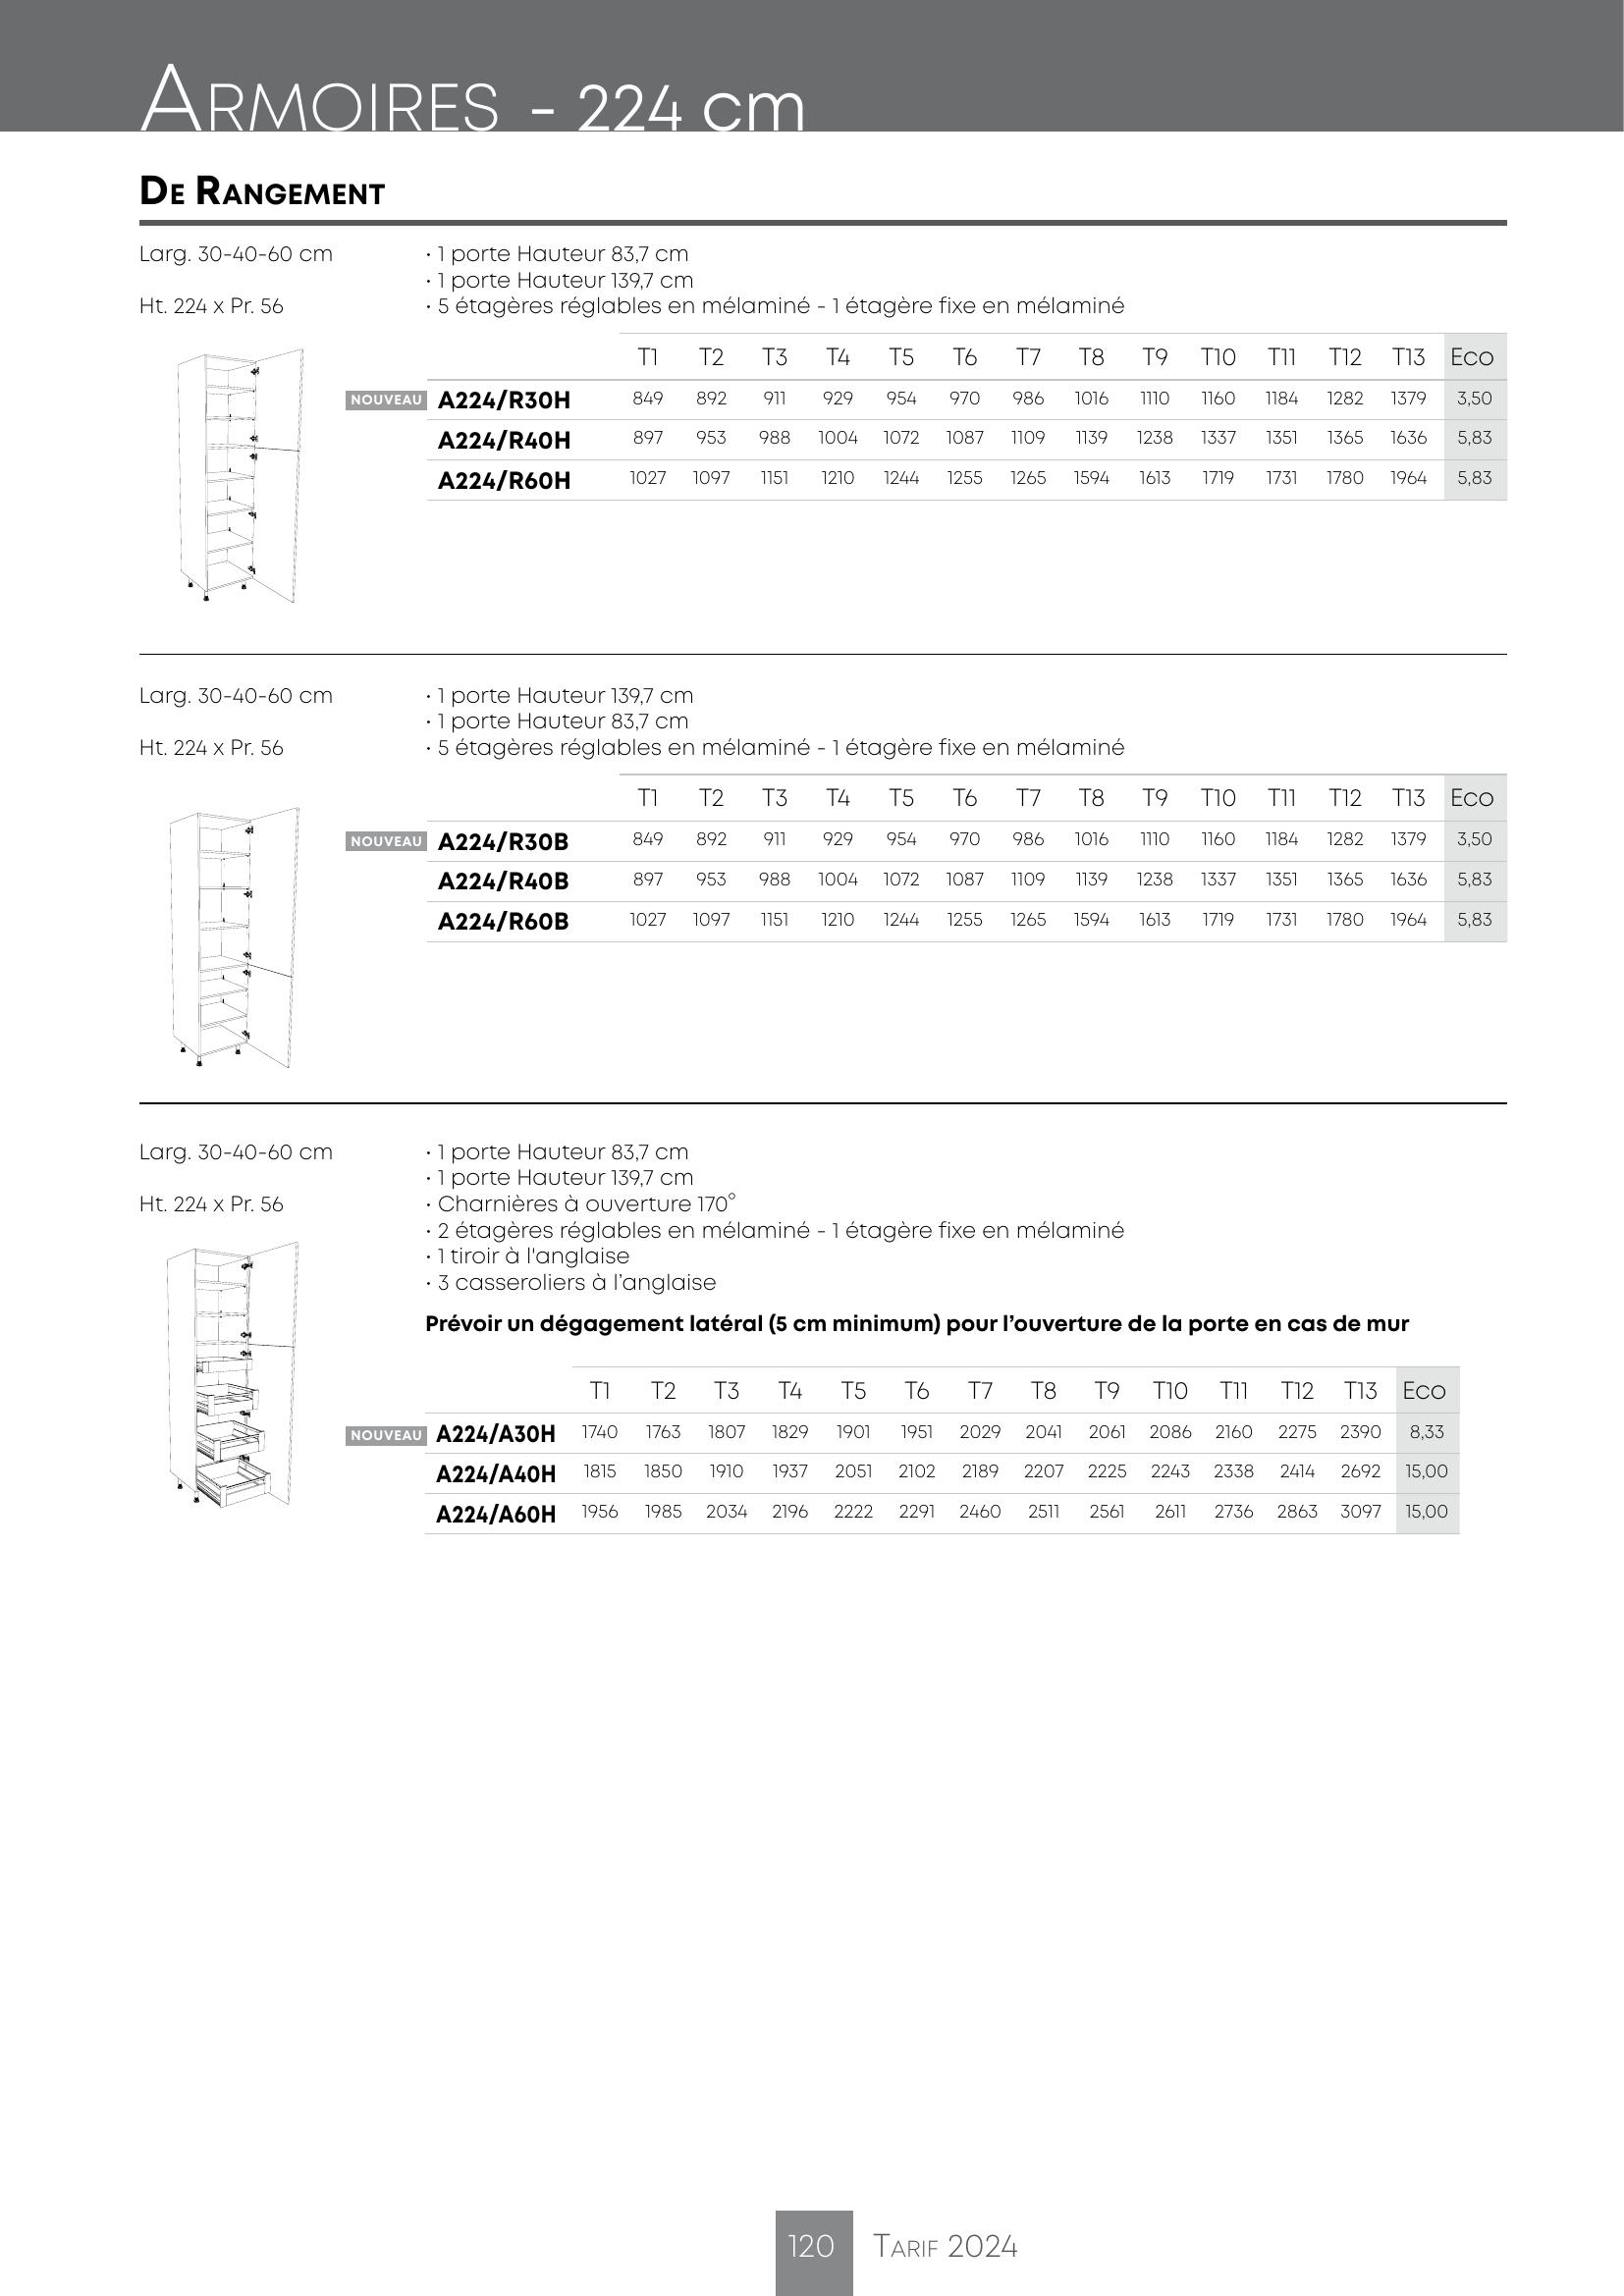 ARMOIRES - 224 cm
DE RANGEMENT
Larg. 30-40-60 cm
· 1 porte Hauteur 83,7 cm
· 1 porte Hauteur 139,7 cm
Ht. 224 x Pr. 56
· 5 étagères réglables en mélaminé - 1 étagère fixe en mélaminé
T1 T2 T3 T4 T5 T6 T7 T8 T9 T10 T11 T12 T13 Eco
NOUVEAU A224/R30H 849 892 911 929 954 970 986 1016 1110 1160 1184 1282 1379 3,50
A224/R40H 897 953 988 1004 1072 1087 1109 1139 1238 1337 1351 1365 1636 5,83
A224/R60H 1027 1097 1151 1210 1244 1255 1265 1594 1613 1719 1731 1780 1964 5,83
Larg. 30-40-60 cm
· 1 porte Hauteur 139,7 cm
· 1 porte Hauteur 83,7 cm
Ht. 224 x Pr. 56
· 5 étagères réglables en mélaminé - 1 étagère fixe en mélaminé
T1 T2 T3 T4 T5 T6 T7 T8 T9 T10 T11 T12 T13 Eco
NOUVEAU A224/R30B 849 892 911 929 954 970 986 1016 1110 1160 1184 1282 1379 3,50
A224/R40B 897 953 988 1004 1072 1087 1109 1139 1238 1337 1351 1365 1636 5,83
A224/R60B 1027 1097 1151 1210 1244 1255 1265 1594 1613 1719 1731 1780 1964 5,83
Larg. 30-40-60 cm
· 1 porte Hauteur 83,7 cm
· 1 porte Hauteur 139,7 cm
Ht. 224 x Pr. 56
· Charnières à ouverture 170°
· 2 étagères réglables en mélaminé - 1 étagère fixe en mélaminé
· 1 tiroir à l'anglaise
· 3 casseroliers à l’anglaise
Prévoir un dégagement latéral (5 cm minimum) pour l’ouverture de la porte en cas de mur
T1 T2 T3 T4 T5 T6 T7 T8 T9 T10 T11 T12 T13 Eco
NOUVEAU A224/A30H 1740 1763 1807 1829 1901 1951 2029 2041 2061 2086 2160 2275 2390 8,33
A224/A40H 1815 1850 1910 1937 2051 2102 2189 2207 2225 2243 2338 2414 2692 15,00
A224/A60H 1956 1985 2034 2196 2222 2291 2460 2511 2561 2611 2736 2863 3097 15,00
120 TARIF 2024